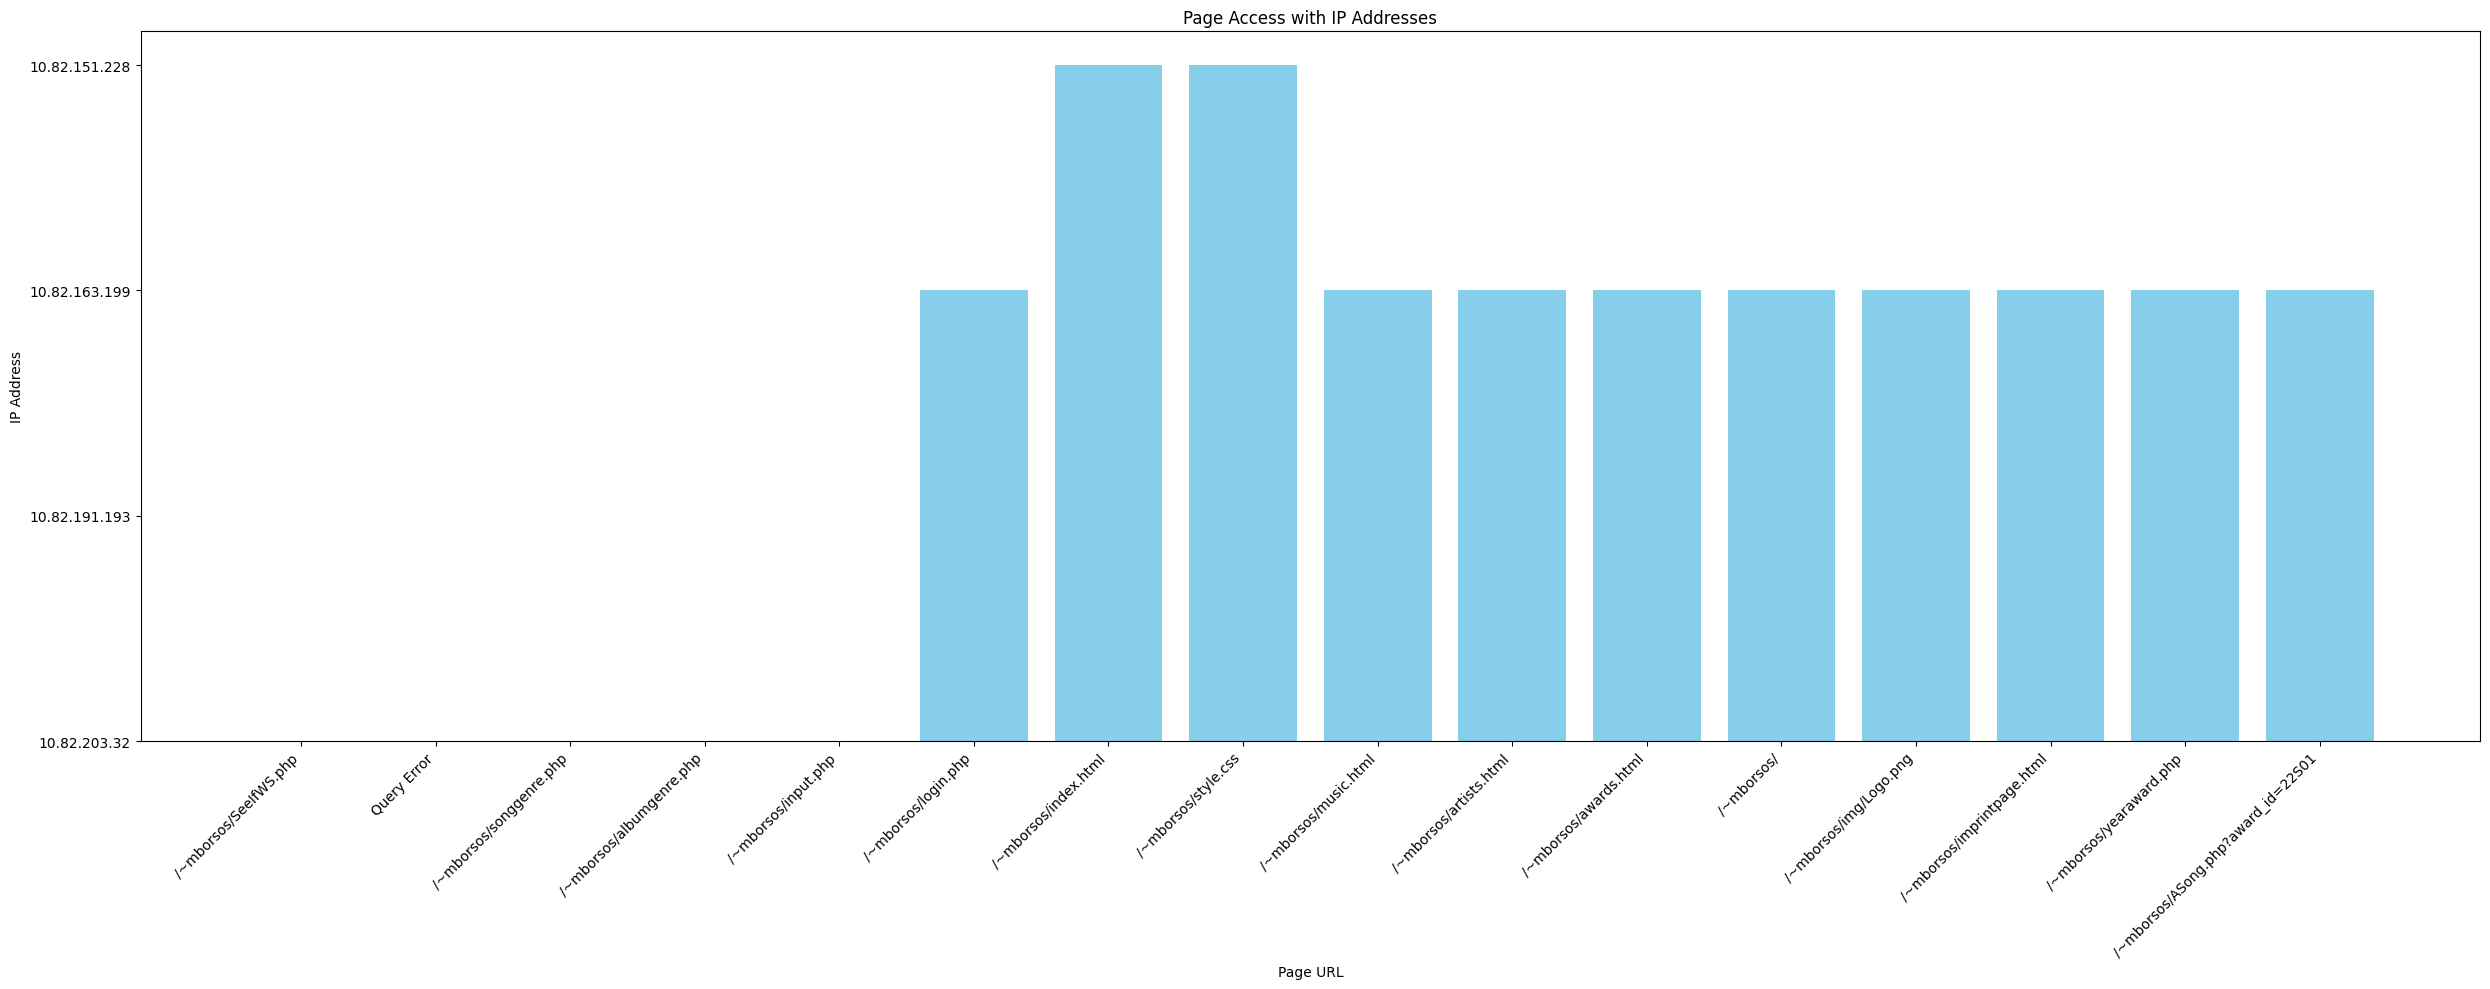 Page Access with IP Addresses
IP Address
10.82.151.228
10.82.163.199
10.82.191.193
10.82.203.32
/~mborsos/SeeIfWS.php
Query Error
/~mborsos/songgenre.php
/~mborsos/albumgenre.php
/~mborsos/input.php
/~mborsos/login.php
/~mborsos/index.html
/~mborsos/style.css
/~mborsos/music.html
/~mborsos/artists.html
/~mborsos/awards.html
/~mborsos/
/~mborsos/img/Logo.png
/~mborsos/imprintpage.html
/~mborsos/yearaward.php
/~mborsos/ASong.php?award_id=22S01
Page URL